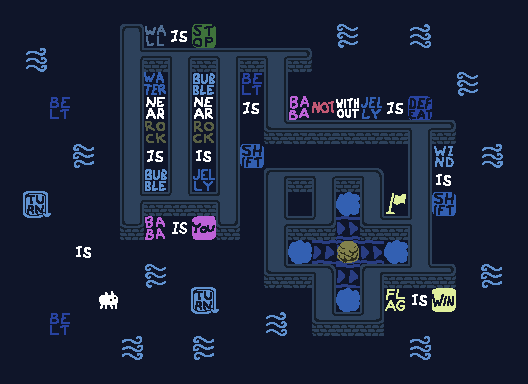 WALL IS STOP
WATER BUBBLE BELT
NEAR NEAR IS
BABA NOT WITHOUT JELLY IS DEFEAT
BELT
ROCK ROCK
IS IS SHIFT WIND
BUBBLE JELLY IS
TURN SHIFT
BABA IS YOU
IS
TURN FLAG IS WIN
BELT